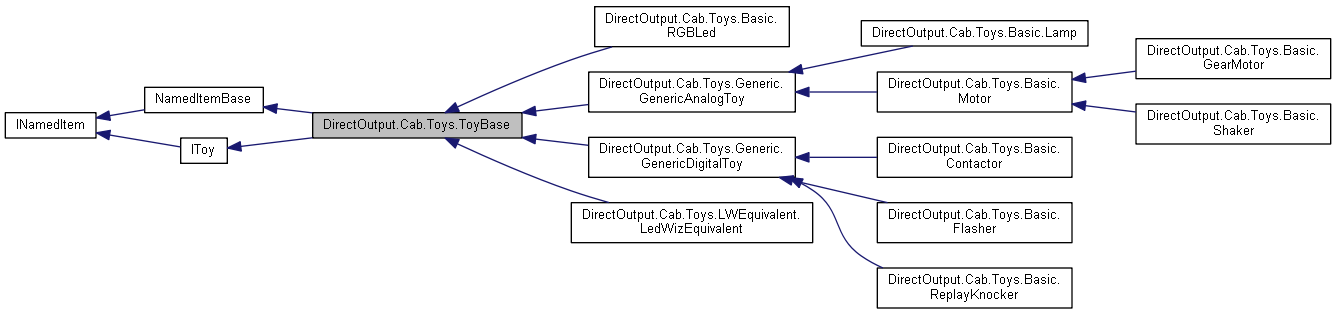 INamedItem
NamedItemBase
IToy
DirectOutput.Cab.Toys.ToyBase
DirectOutput.Cab.Toys.Basic.
RGBLed
DirectOutput.Cab.Toys.Generic.
GenericAnalogToy
DirectOutput.Cab.Toys.Generic.
GenericDigitalToy
DirectOutput.Cab.Toys.LWEquivalent.
LedWizEquivalent
DirectOutput.Cab.Toys.Basic.Lamp
DirectOutput.Cab.Toys.Basic.
Motor
DirectOutput.Cab.Toys.Basic.
Contactor
DirectOutput.Cab.Toys.Basic.
Flasher
DirectOutput.Cab.Toys.Basic.
ReplayKnocker
DirectOutput.Cab.Toys.Basic.
GearMotor
DirectOutput.Cab.Toys.Basic.
Shaker